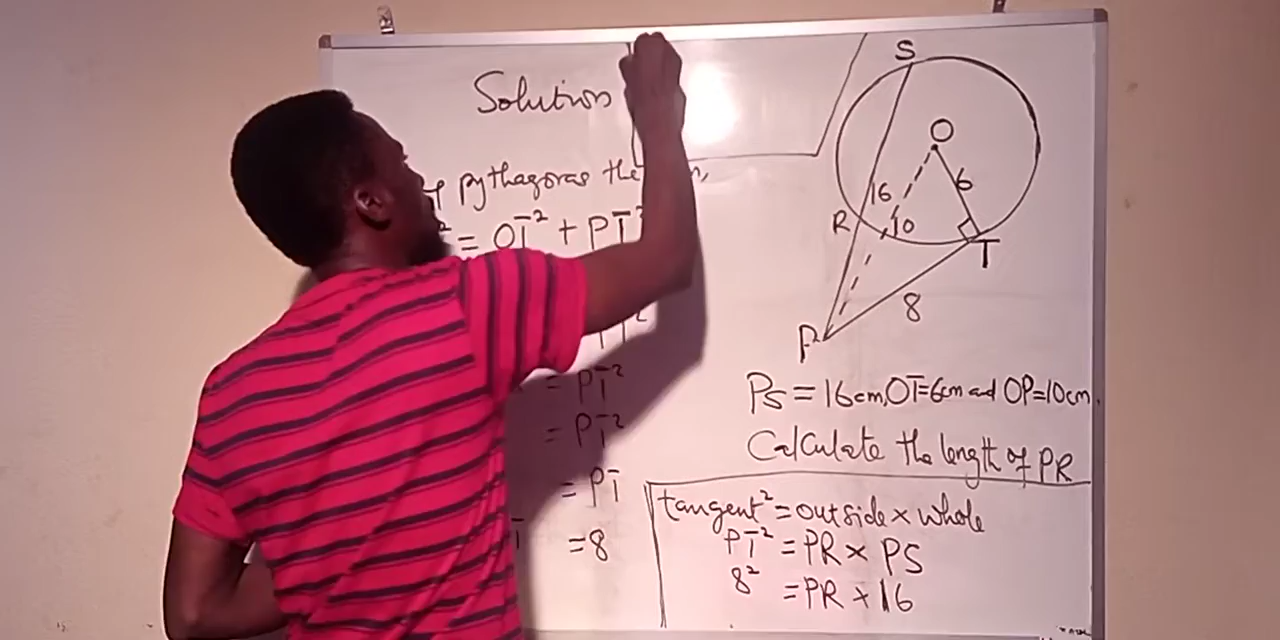 Solution
pythagoras the
² = OT² + PT²
= PT²
= PT²
= PT
= 8
S
O
16
6
R
10
T
8
P
PS = 16cm, OT=6cm and OP=10cm.
Calculate the length of PR
tangent² = outside × whole
PT² = PR × PS
8² = PR × 16